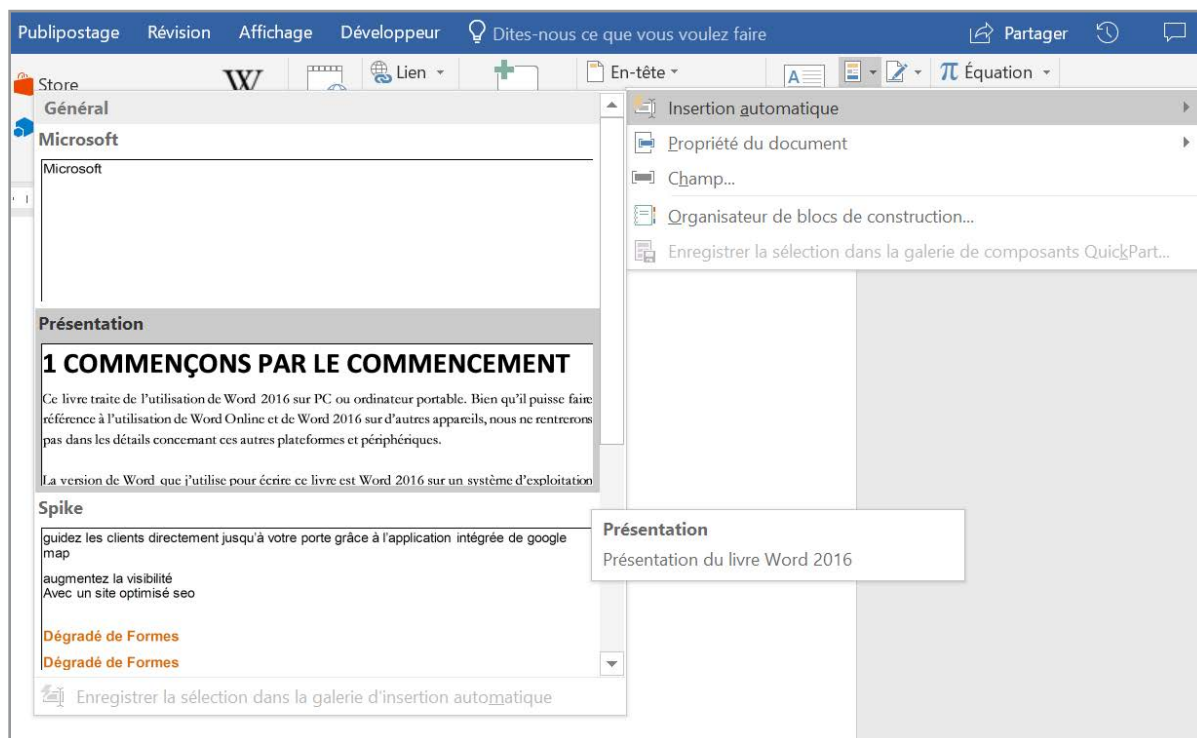 Publipostage Révision Affichage Développeur Dites-nous ce que vous voulez faire Partager
Store W Lien En-tête A π Équation
Général
Microsoft
Microsoft
Présentation
1 COMMENÇONS PAR LE COMMENCEMENT
Ce livre traite de l'utilisation de Word 2016 sur PC ou ordinateur portable. Bien qu'il puisse faire
référence à l'utilisation de Word Online et de Word 2016 sur d'autres appareils, nous ne rentrerons
pas dans les détails concernant ces autres plateformes et périphériques.
La version de Word que j'utilise pour écrire ce livre est Word 2016 sur un système d'exploitation
Spike
guidez les clients directement jusqu'à votre porte grâce à l'application intégrée de google
map
augmentez la visibilité
Avec un site optimisé seo
Dégradé de Formes
Dégradé de Formes
Enregistrer la sélection dans la galerie d'insertion automatique
Insertion automatique
Propriété du document
Champ...
Organisateur de blocs de construction...
Enregistrer la sélection dans la galerie de composants QuickPart...
Présentation
Présentation du livre Word 2016